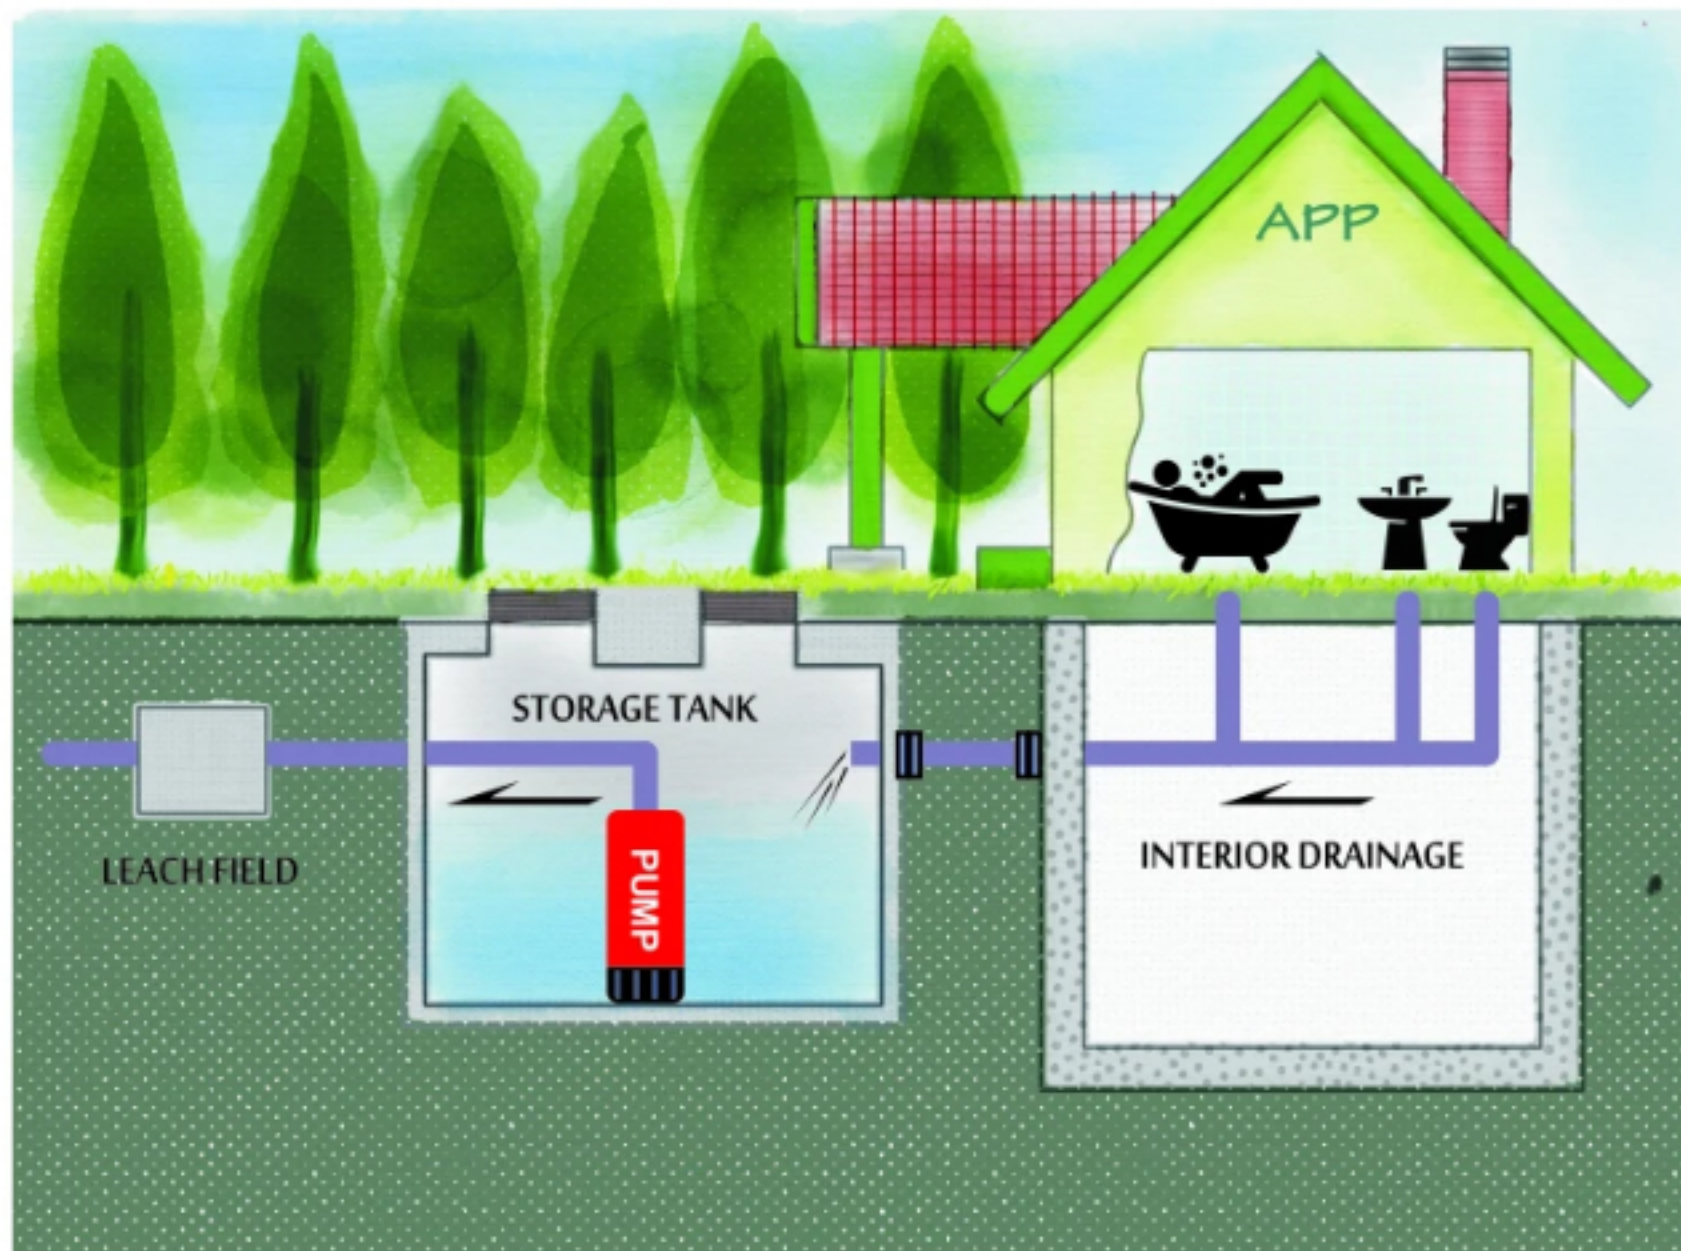 APP
STORAGE TANK
LEACH FIELD
PUMP
INTERIOR DRAINAGE